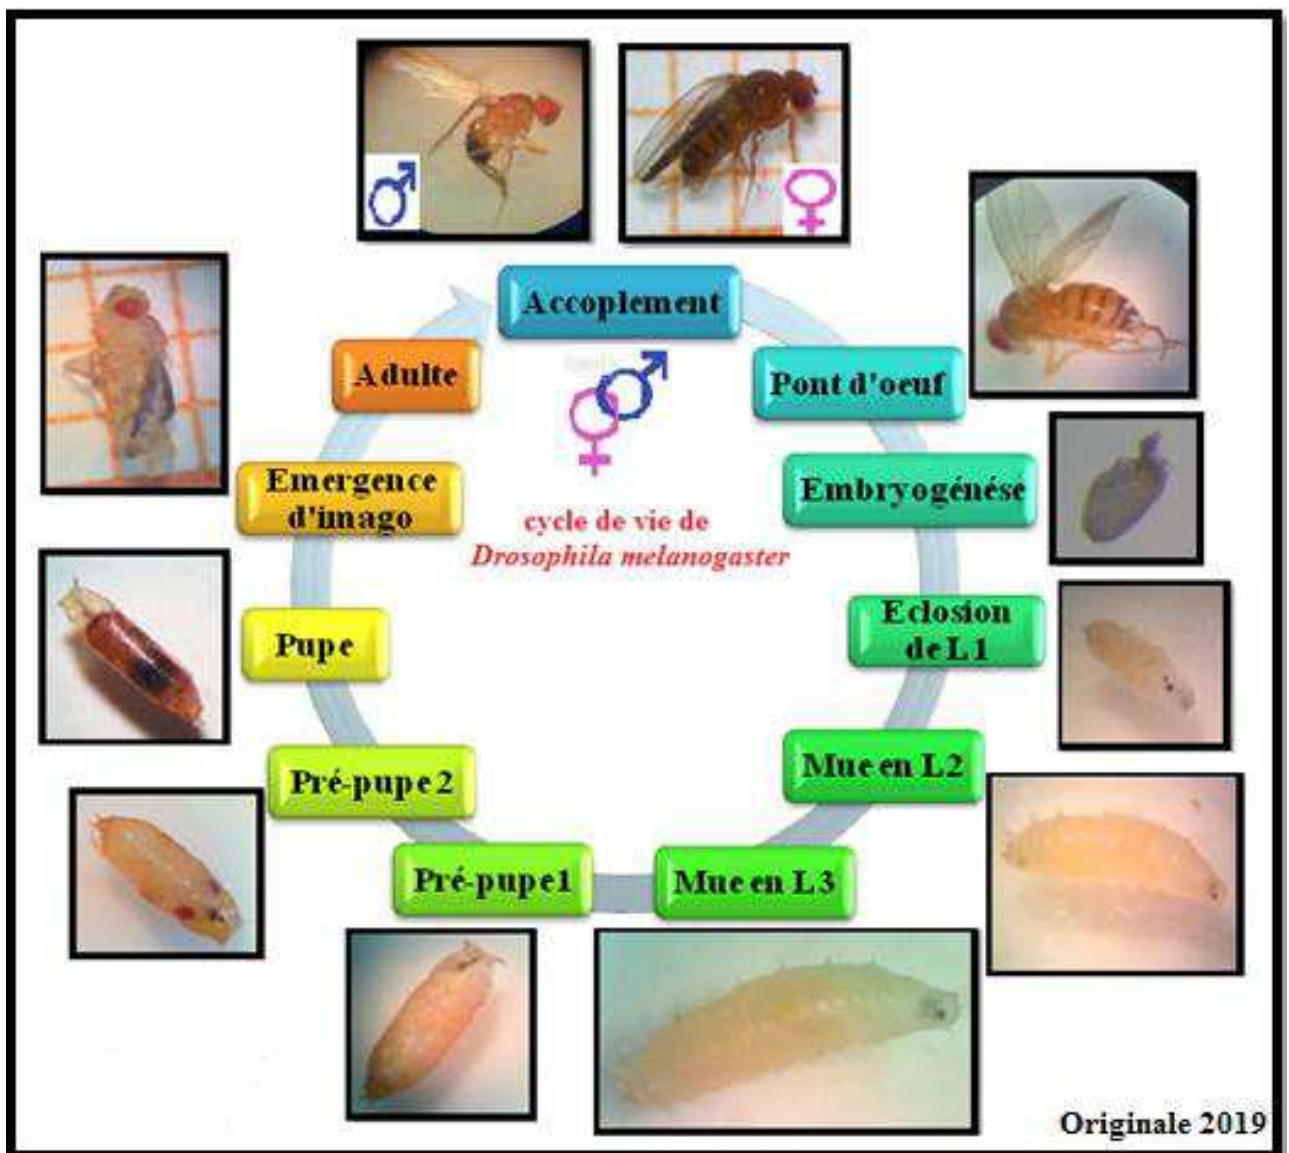 Accoplement
Pont d'oeuf
Embryogénésé
Eclosion
de L1
Mue en L2
Mue en L3
Pré-pupe1
Pré-pupe 2
Pupe
Emergence
d'imago
Adulte
cycle de vie de
Drosophila melanogaster
Originale 2019